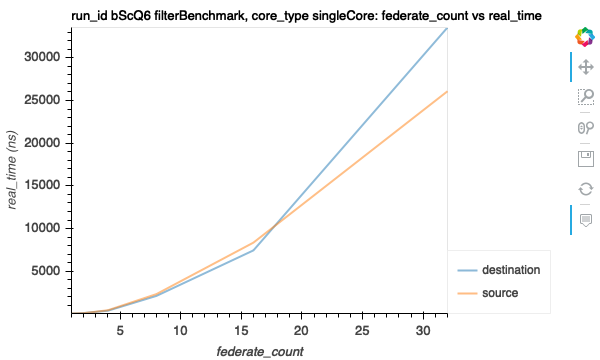 run_id bScQ6 filterBenchmark, core_type singleCore: federate_count vs real_time
30000
25000
20000
15000
10000
5000
real_time (ns)
5
10
15
20
25
30
federate_count
destination
source